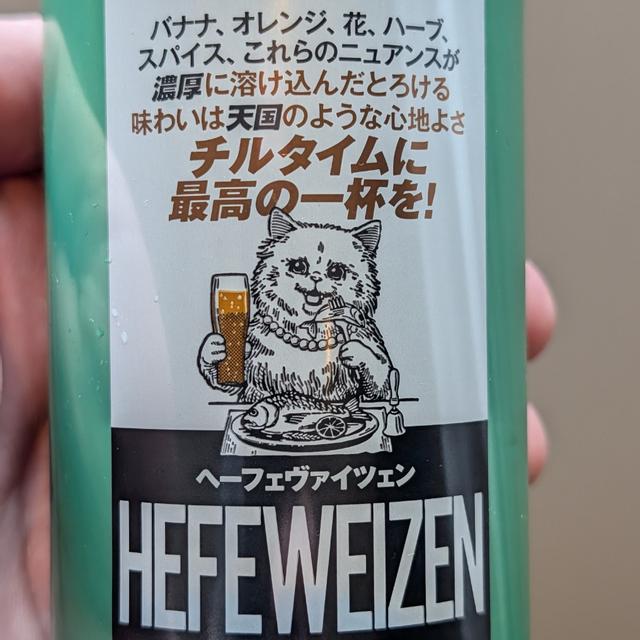 バナナ、オレンジ、花、ハーブ、
スパイス、これらのニュアンスが
濃厚に溶け込んだとろける
味わいは天国のような心地よさ
チルタイムに
最高の一杯を!
ヘーフェヴァイツェン
HEFEWEIZEN